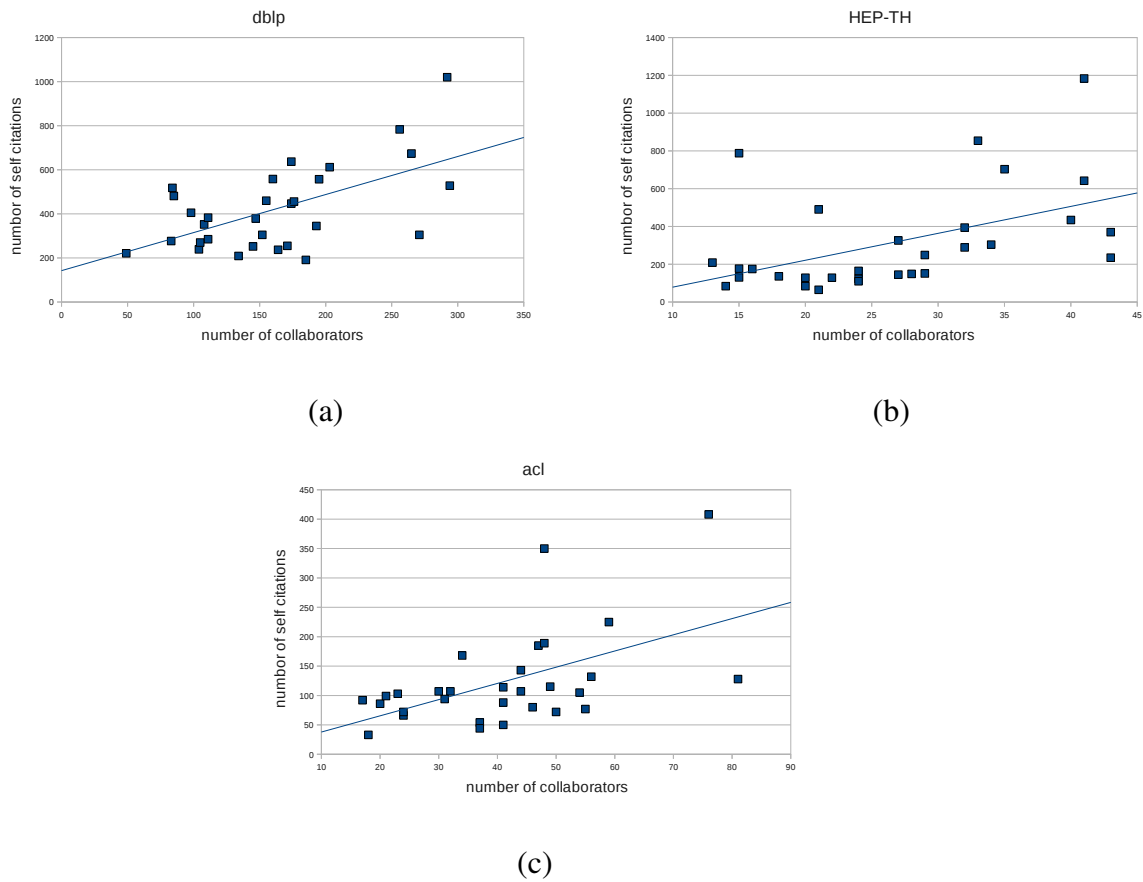 dblp
1200
1000
800
600
400
200
0
0 50 100 150 200 250 300 350
numbor of self citations
number of collaborators
(a)
HEP-TH
1400
1200
1000
800
600
400
200
0
10 15 20 25 30 35 40 45
numbor of self citations
number of collaborators
(b)
acl
450
400
350
300
250
200
150
100
50
0
10 20 30 40 50 60 70 80 90
numbor of self citations
number of collaborators
(c)